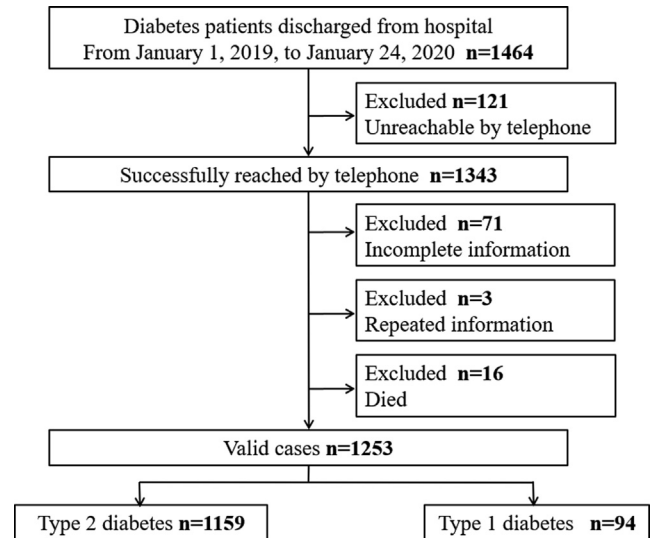 Diabetes patients discharged from hospital
From January 1, 2019, to January 24, 2020 n=1464
Excluded n=121
Unreachable by telephone
Successfully reached by telephone n=1343
Excluded n=71
Incomplete information
Excluded n=3
Repeated information
Excluded n=16
Died
Valid cases n=1253
Type 2 diabetes n=1159
Type 1 diabetes n=94